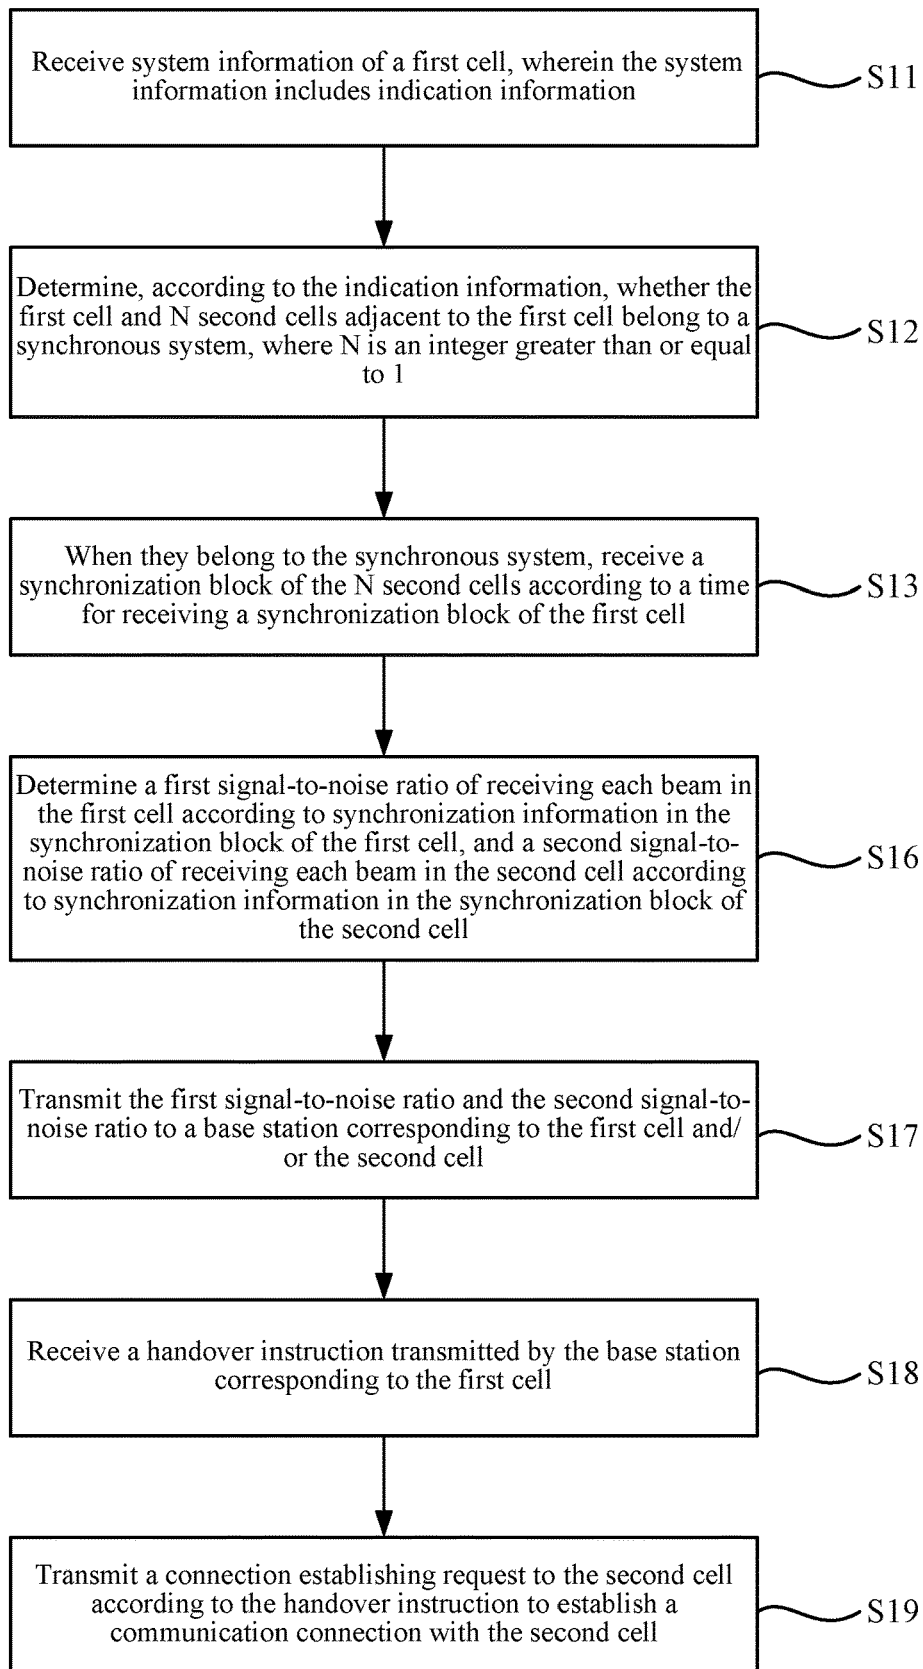 Receive system information of a first cell, wherein the system
information includes indication information
S11
Determine, according to the indication information, whether the
first cell and N second cells adjacent to the first cell belong to a
synchronous system, where N is an integer greater than or equal
to 1
S12
When they belong to the synchronous system, receive a
synchronization block of the N second cells according to a time
for receiving a synchronization block of the first cell
S13
Determine a first signal-to-noise ratio of receiving each beam in
the first cell according to synchronization information in the
synchronization block of the first cell, and a second signal-to-
noise ratio of receiving each beam in the second cell according
to synchronization information in the synchronization block of
the second cell
S16
Transmit the first signal-to-noise ratio and the second signal-to-
noise ratio to a base station corresponding to the first cell and/
or the second cell
S17
Receive a handover instruction transmitted by the base station
corresponding to the first cell
S18
Transmit a connection establishing request to the second cell
according to the handover instruction to establish a
communication connection with the second cell
S19